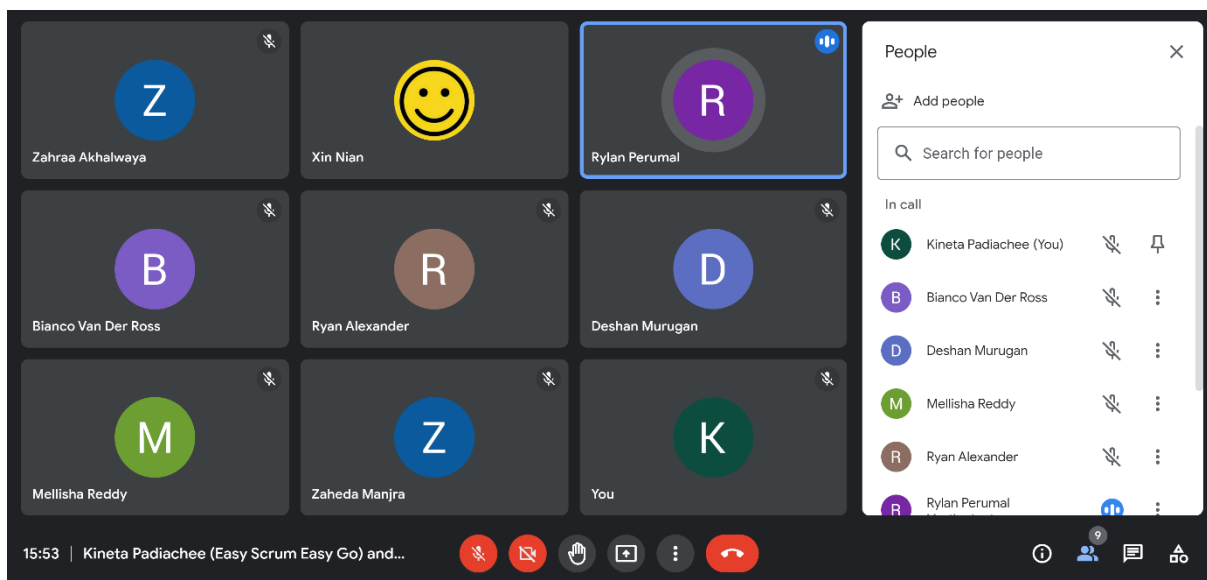 Z
Zahraa Akhalwaya
Xin Nian
R
Rylan Perumal
B
Bianco Van Der Ross
R
Ryan Alexander
D
Deshan Murugan
M
Mellisha Reddy
Z
Zaheda Manjra
K
You
People
Add people
Search for people
In call
K Kineta Padiachee (You)
B Bianco Van Der Ross
D Deshan Murugan
M Mellisha Reddy
R Ryan Alexander
R Rylan Perumal
15:53 | Kineta Padiachee (Easy Scrum Easy Go) and...
9